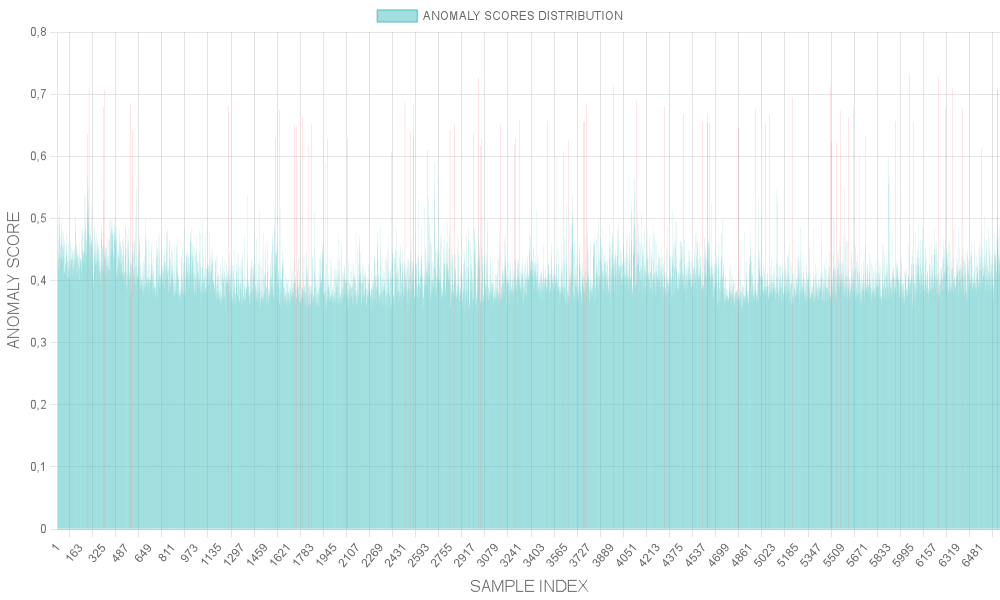 ANOMALY SCORES DISTRIBUTION
0,8
0,7
0,6
0,5
0,4
0,3
0,2
0,1
0
ANOMALY SCORE
1 163 325 487 649 811 973 1135 1297 1459 1621 1783 1945 2107 2269 2431 2593 2755 2917 3079 3241 3403 3565 3727 3889 4051 4213 4375 4537 4699 4861 5023 5185 5347 5509 5671 5833 5995 6157 6319 6481
SAMPLE INDEX